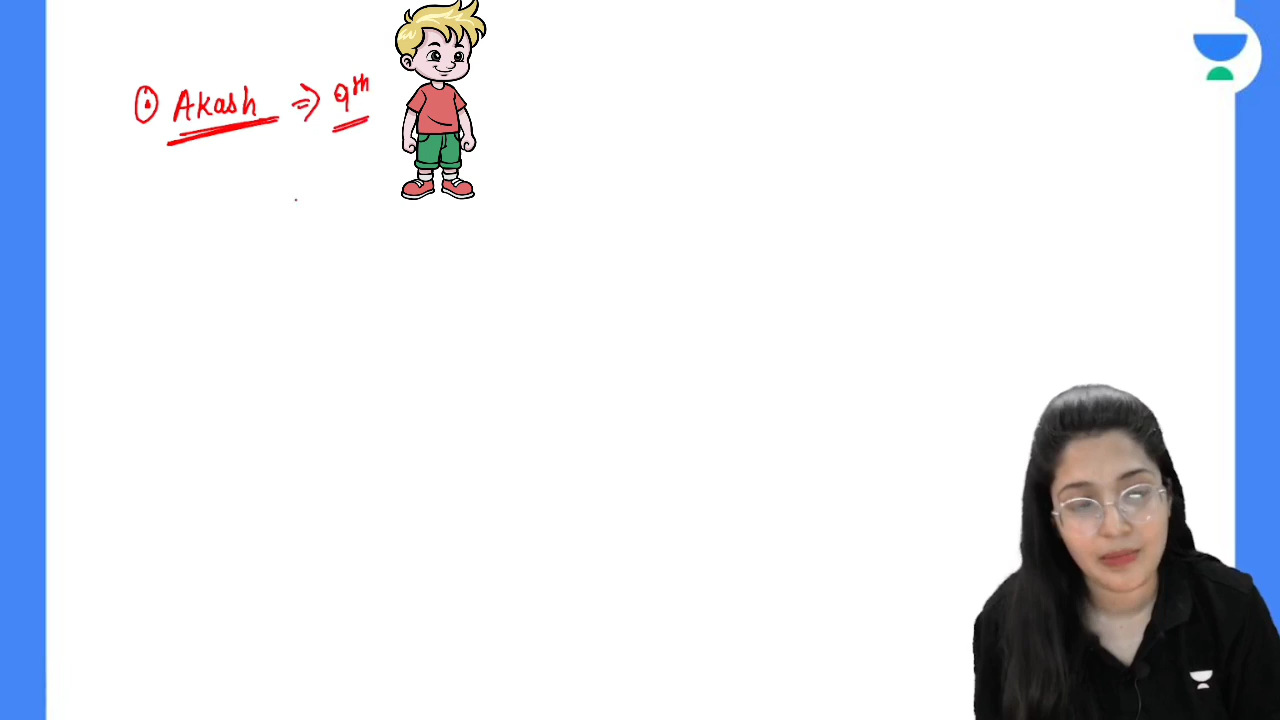 ⊙ Akash ⇒ 9th